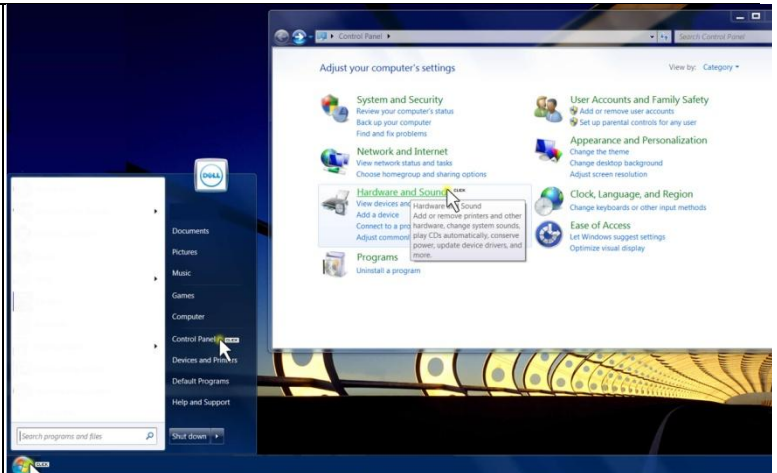 Control Panel
Search Control Panel
Adjust your computer's settings
View by: Category
System and Security
Review your computer's status
Back up your computer
Find and fix problems
Network and Internet
View network status and tasks
Choose homegroup and sharing options
Hardware and Sound CLICK
View devices and
Add a device
Connect to a pro
Adjust common
Hardware Sound
Add or remove printers and other
hardware, change system sounds,
play CDs automatically, conserve
power, update device drivers, and
more.
Programs
Uninstall a program
User Accounts and Family Safety
Add or remove user accounts
Set up parental controls for any user
Appearance and Personalization
Change the theme
Change desktop background
Adjust screen resolution
Clock, Language, and Region
Change keyboards or other input methods
Ease of Access
Let Windows suggest settings
Optimize visual display
DELL
Documents
Pictures
Music
Games
Computer
Control Panel CLICK
Devices and Printers
Default Programs
Help and Support
Search programs and files
Shut down
CLICK